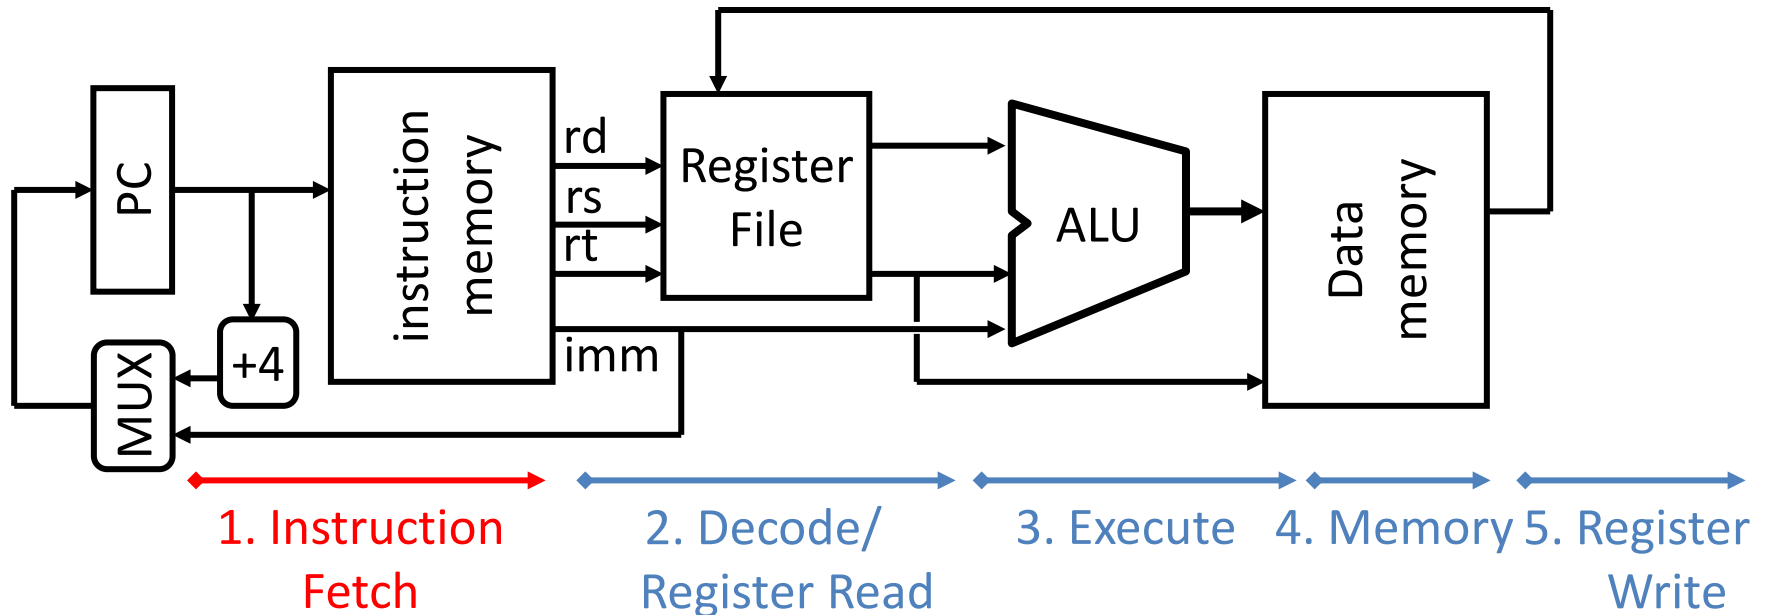 PC
MUX
+4
instruction
memory
rd
rs
rt
imm
Register
File
ALU
Data
memory
1. Instruction
Fetch
2. Decode/
Register Read
3. Execute
4. Memory
5. Register
Write